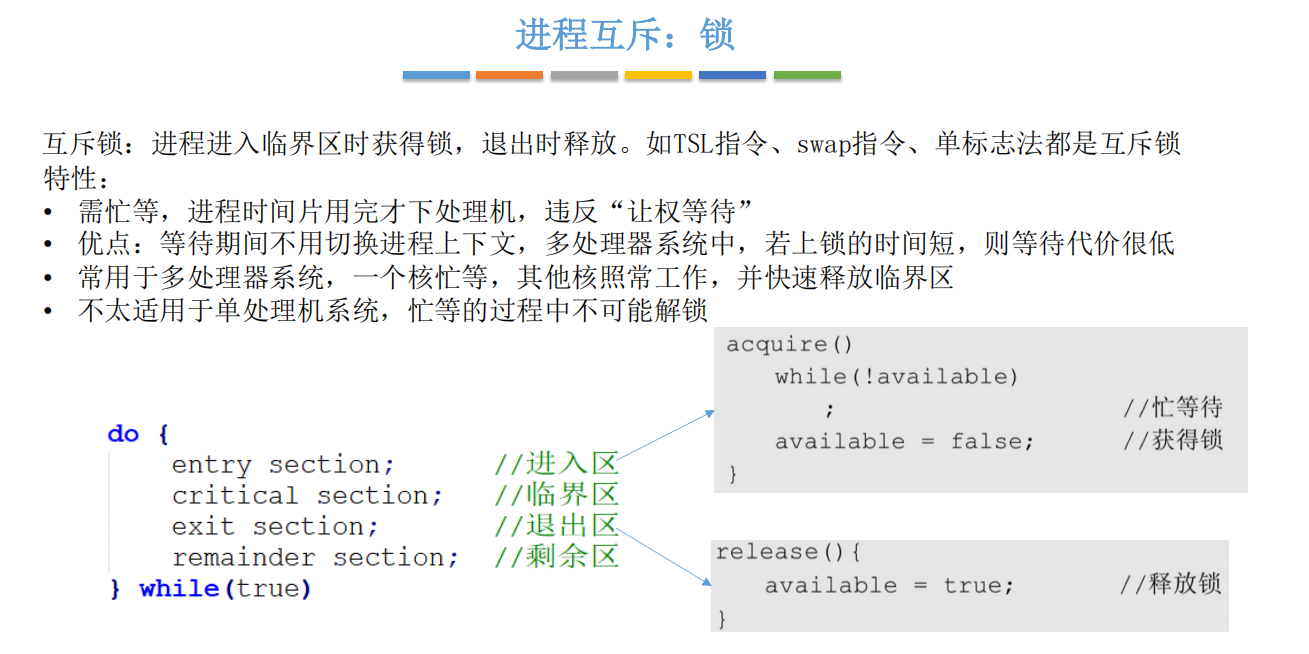 进程互斥：锁
互斥锁：进程进入临界区时获得锁，退出时释放。如TSL指令、swap指令、单标志法都是互斥锁
特性：
• 需忙等，进程时间片用完才下处理机，违反“让权等待”
• 优点：等待期间不用切换进程上下文，多处理器系统中，若上锁的时间短，则等待代价很低
• 常用于多处理器系统，一个核忙等，其他核照常工作，并快速释放临界区
• 不太适用于单处理机系统，忙等的过程中不可能解锁
do {
entry section; //进入区
critical section; //临界区
exit section; //退出区
remainder section; //剩余区
} while(true)
acquire()
while(!available)
; //忙等待
available = false; //获得锁
}
release(){
available = true; //释放锁
}